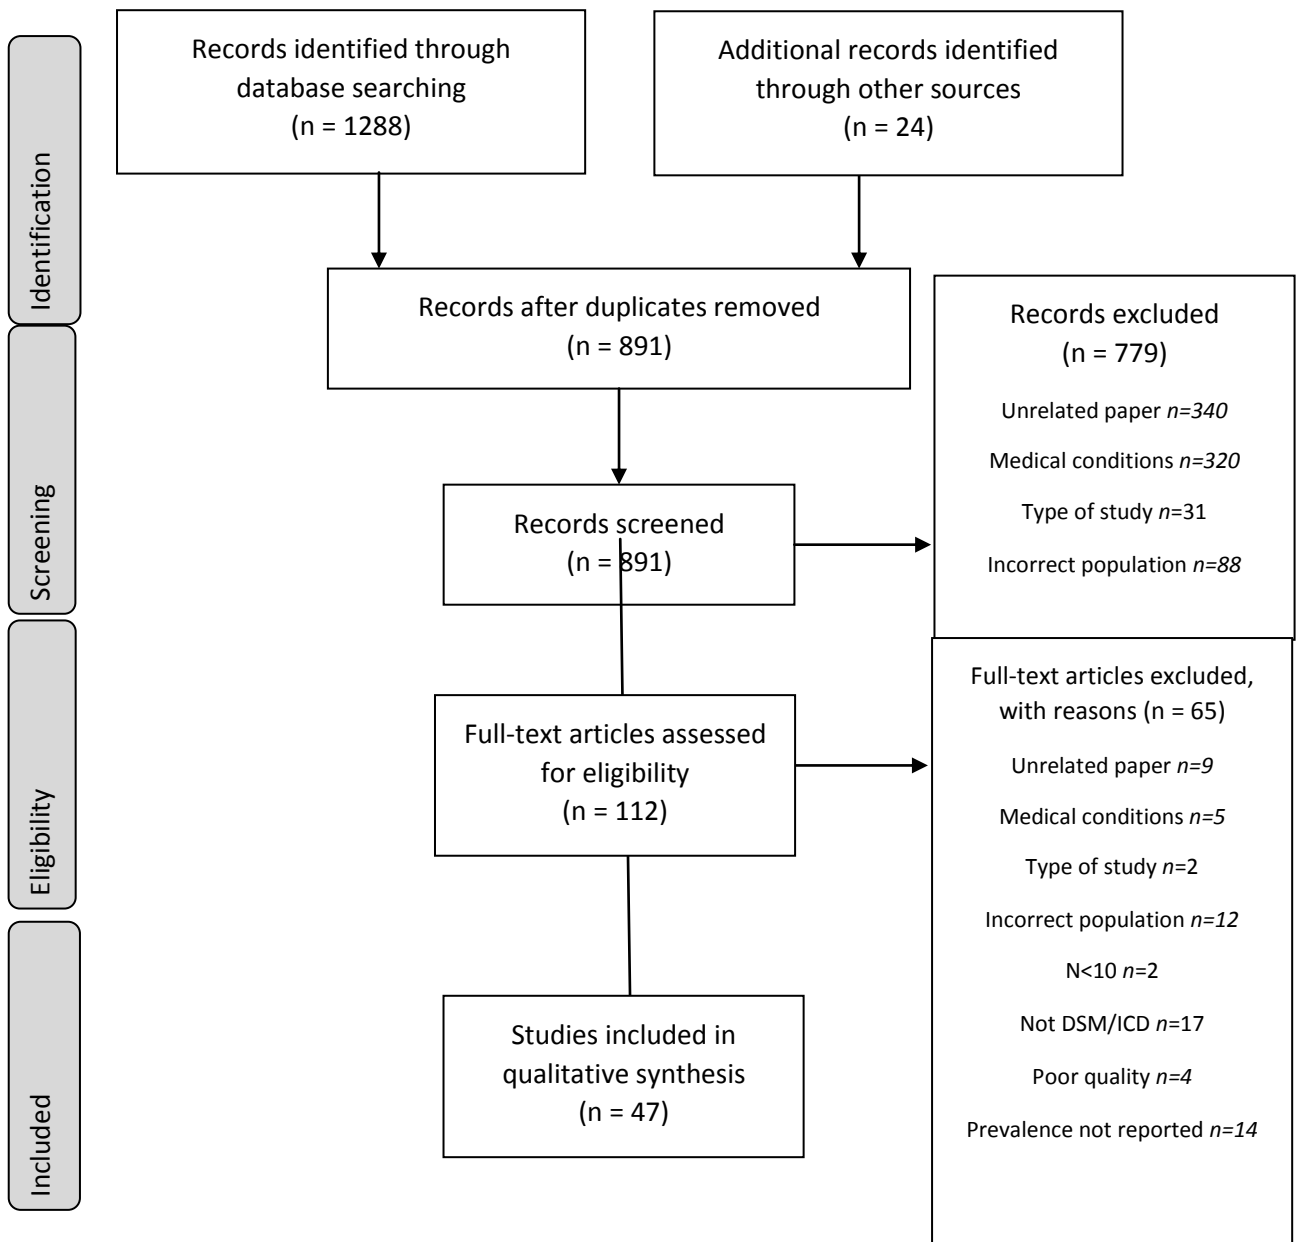 Identification
Records identified through
database searching
(n = 1288)
Additional records identified
through other sources
(n = 24)
Records after duplicates removed
(n = 891)
Screening
Records screened
(n = 891)
Records excluded
(n = 779)
Unrelated paper n=340
Medical conditions n=320
Type of study n=31
Incorrect population n=88
Eligibility
Full-text articles assessed
for eligibility
(n = 112)
Full-text articles excluded,
with reasons (n = 65)
Unrelated paper n=9
Medical conditions n=5
Type of study n=2
Incorrect population n=12
N<10 n=2
Not DSM/ICD n=17
Poor quality n=4
Prevalence not reported n=14
Included
Studies included in
qualitative synthesis
(n = 47)